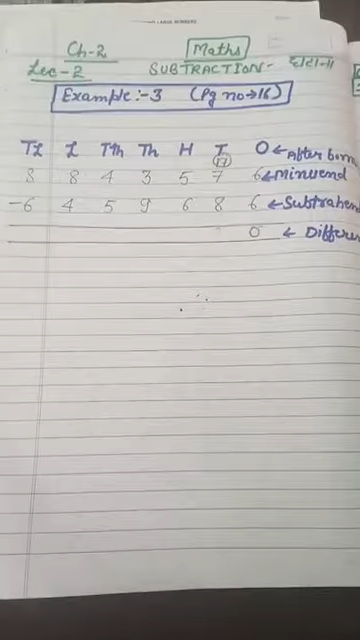 Ch-2 Maths
Lec-2 SUBTRACTION-
Example:-3 (Pg no→16)
TL L Tth Th H T O ← After borr
(17)
8 8 4 3 5 7 6 ← Minuend
-6 4 5 9 6 8 6 ← Subtrahen
0 ← Differ